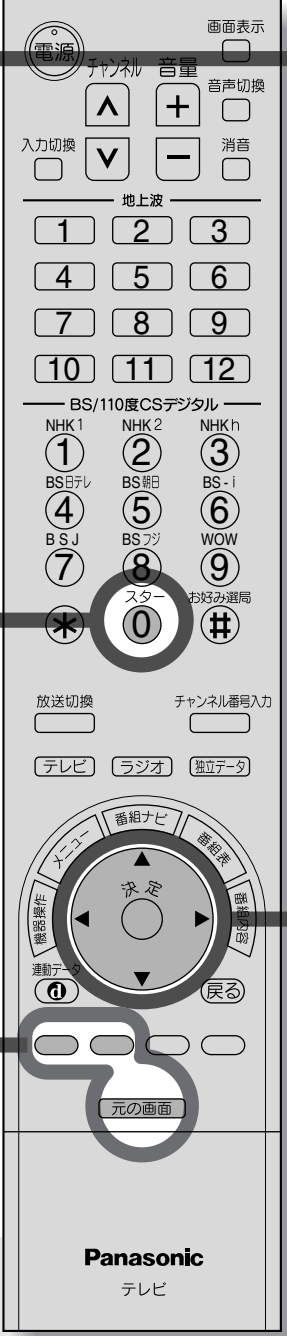 画面表示
電源
チャンネル 音量
音声切換
入力切換
消音
地上波
1 2 3
4 5 6
7 8 9
10 11 12
BS/110度CSデジタル
NHK1 NHK2 NHKh
1 2 3
BS日テレ BS朝日 BS-i
4 5 6
BSJ BSフジ WOW
7 8 9
スター お好み選局
* 0 #
放送切換 チャンネル番号入力
テレビ ラジオ 独立データ
番組ナビ
メニュー 番組表
機器操作 決定 番組内容
連動データ
d 戻る
元の画面
Panasonic
テレビ